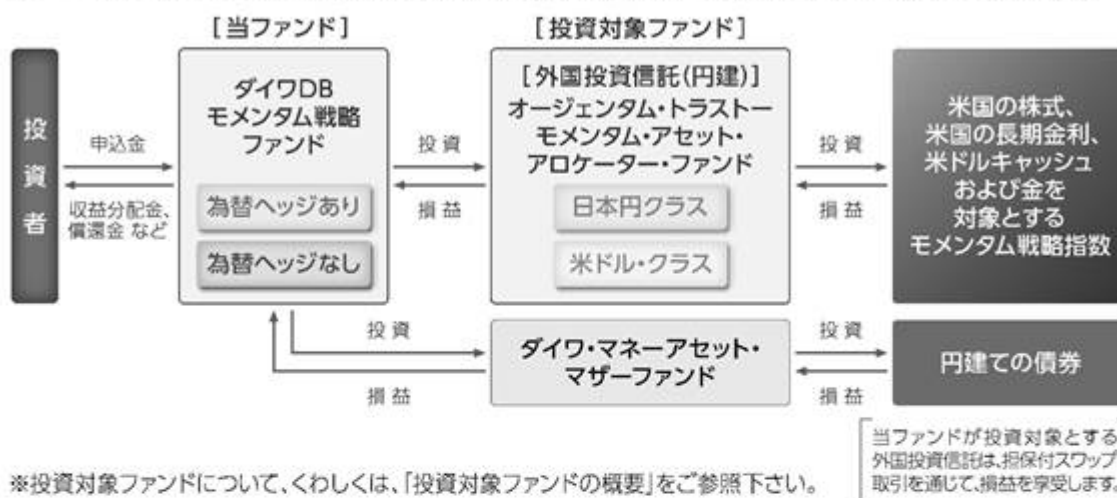 [当ファンド]
[投資対象ファンド]
投資者
申込金
収益分配金、
償還金 など
ダイワDB
モメンタム戦略
ファンド
為替ヘッジあり
為替ヘッジなし
投資
損益
[外国投資信託(円建)]
オージェンタム・トラストー
モメンタム・アセット・
アロケーター・ファンド
日本円クラス
米ドル・クラス
投資
損益
米国の株式、
米国の長期金利、
米ドルキャッシュ
および金を
対象とする
モメンタム戦略指数
投資
損益
ダイワ・マネーアセット・
マザーファンド
投資
損益
円建ての債券
当ファンドが投資対象とする
外国投資信託は、担保付スワップ
取引を通じて、損益を享受します
※投資対象ファンドについて、くわしくは、「投資対象ファンドの概要」をご参照下さい。